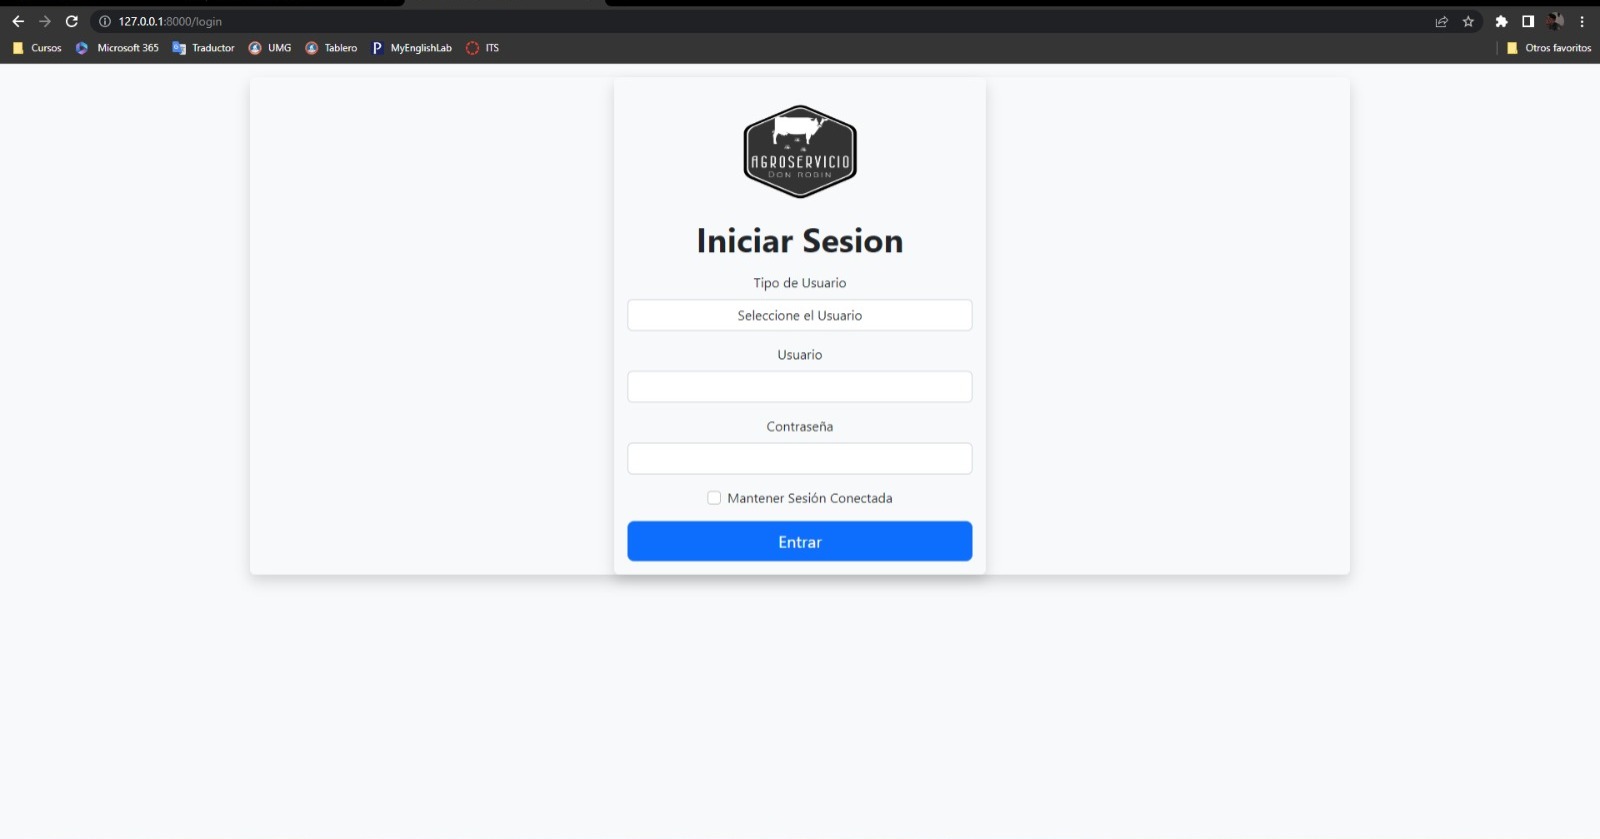 127.0.0.1:8000/login
Cursos Microsoft 365 Traductor UMG Tablero P MyEnglishLab ITS Otros favoritos
AGROSERVICIO
DON ROBIN
Iniciar Sesion
Tipo de Usuario
Seleccione el Usuario
Usuario
Contraseña
Mantener Sesión Conectada
Entrar